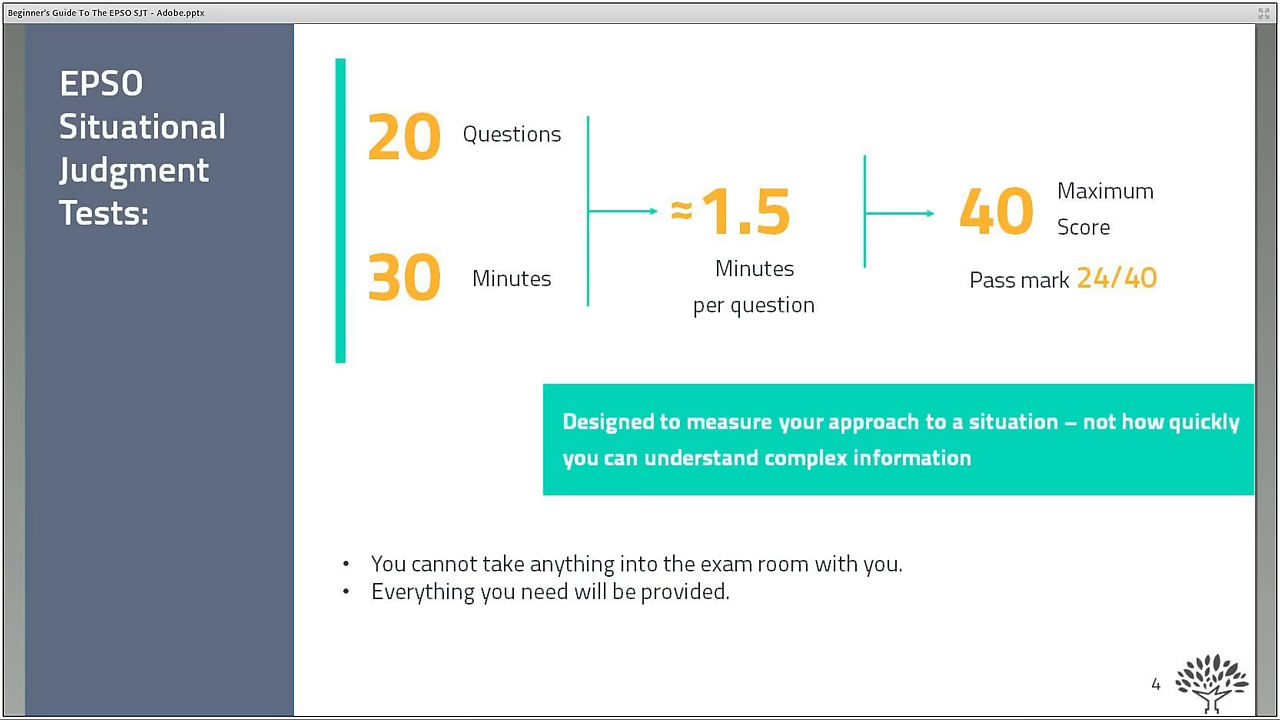 Beginner's Guide To The EPSO SJT - Adobe.pptx
EPSO
Situational
Judgment
Tests:
20 Questions
30 Minutes
≈1.5
Minutes
per question
40 Maximum
Score
Pass mark 24/40
Designed to measure your approach to a situation – not how quickly
you can understand complex information
• You cannot take anything into the exam room with you.
• Everything you need will be provided.
4